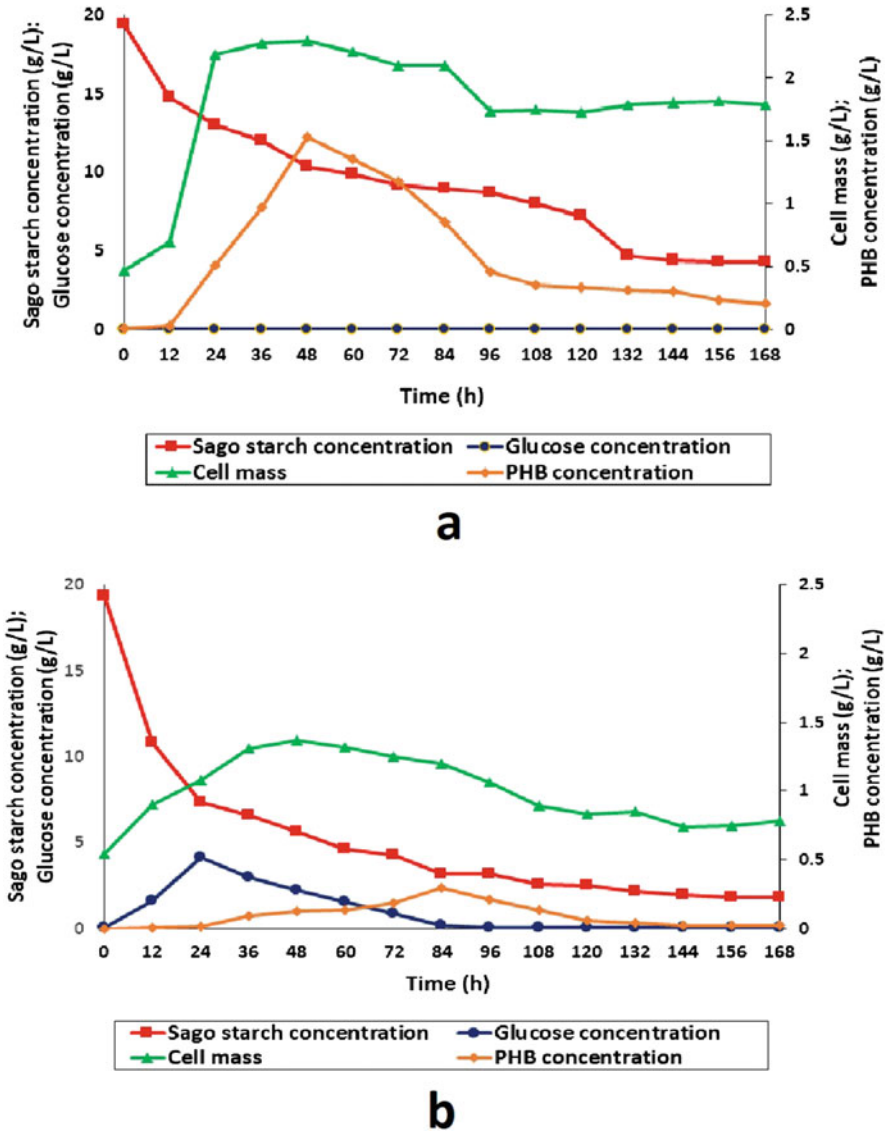 20
15
10
5
0
Sago starch concentration (g/L);
Glucose concentration (g/L)
2.5
2
1.5
1
0.5
0
Cell mass (g/L);
PHB concentration (g/L)
0 12 24 36 48 60 72 84 96 108 120 132 144 156 168
Time (h)
Sago starch concentration Glucose concentration
Cell mass PHB concentration
a
20
15
10
5
0
Sago starch concentration (g/L);
Glucose concentration (g/L)
2.5
2
1.5
1
0.5
0
Cell mass (g/L);
PHB concentration (g/L)
0 12 24 36 48 60 72 84 96 108 120 132 144 156 168
Time (h)
Sago starch concentration Glucose concentration
Cell mass PHB concentration
b